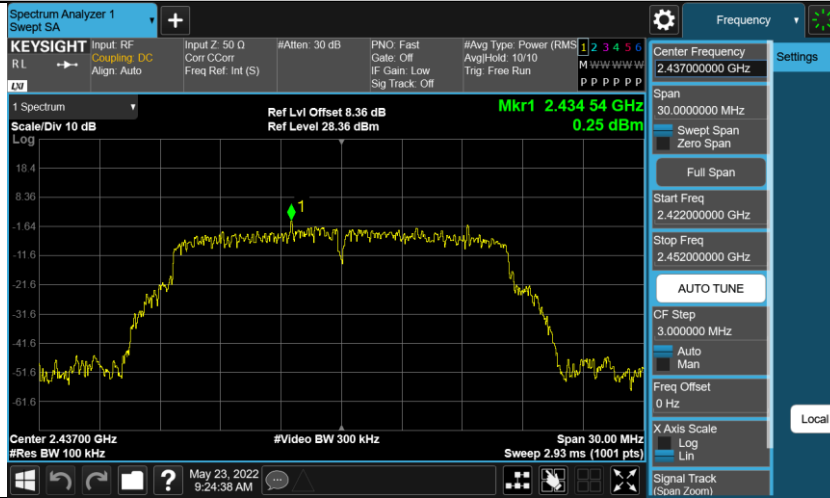 Spectrum Analyzer 1
Swept SA
Frequency
KEYSIGHT
RL
LXI
Input: RF
Coupling: DC
Align: Auto
Input Z: 50 Ω
Corr CCorr
Freq Ref: Int (S)
#Atten: 30 dB
PNO: Fast
Gate: Off
IF Gain: Low
Sig Track: Off
#Avg Type: Power (RMS
Avg|Hold: 10/10
Trig: Free Run
1 2 3 4 5 6
M W W W W W
P P P P P P
Center Frequency
2.437000000 GHz
Settings
Span
30.0000000 MHz
Swept Span
Zero Span
Full Span
Start Freq
2.422000000 GHz
Stop Freq
2.452000000 GHz
AUTO TUNE
CF Step
3.000000 MHz
Auto
Man
Freq Offset
0 Hz
X Axis Scale
Log
Lin
Signal Track
(Span Zoom)
Local
1 Spectrum
Scale/Div 10 dB
Log
Ref Lvl Offset 8.36 dB
Ref Level 28.36 dBm
Mkr1 2.434 54 GHz
0.25 dBm
18.4
8.36
-1.64
-11.6
-21.6
-31.6
-41.6
-51.6
-61.6
1
Center 2.43700 GHz
#Res BW 100 kHz
#Video BW 300 kHz
Span 30.00 MHz
Sweep 2.93 ms (1001 pts)
?
May 23, 2022
9:24:38 AM